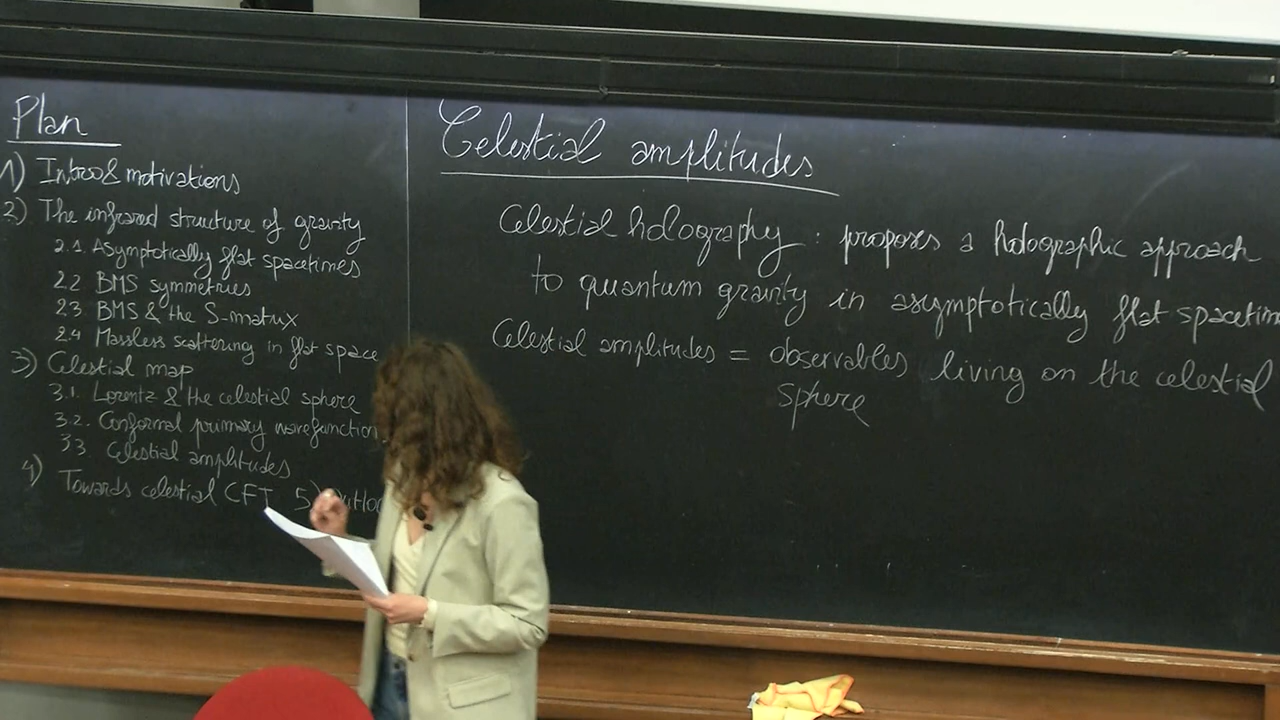 Plan
1) Intro & motivations
2) The infrared structure of gravity
2.1. Asymptotically flat spacetimes
2.2 BMS symmetries
2.3. BMS & the S-matrix
2.4 Massless scattering in flat space
3) Celestial map
3.1. Lorentz & the celestial sphere
3.2. Conformal primary wavefunction
3.3 Celestial amplitudes
4) Towards celestial CFT 5)
Celestial amplitudes
Celestial holography : proposes a holographic approach
to quantum gravity in asymptotically flat spacetim
Celestial amplitudes = observables living on the celestial
sphere